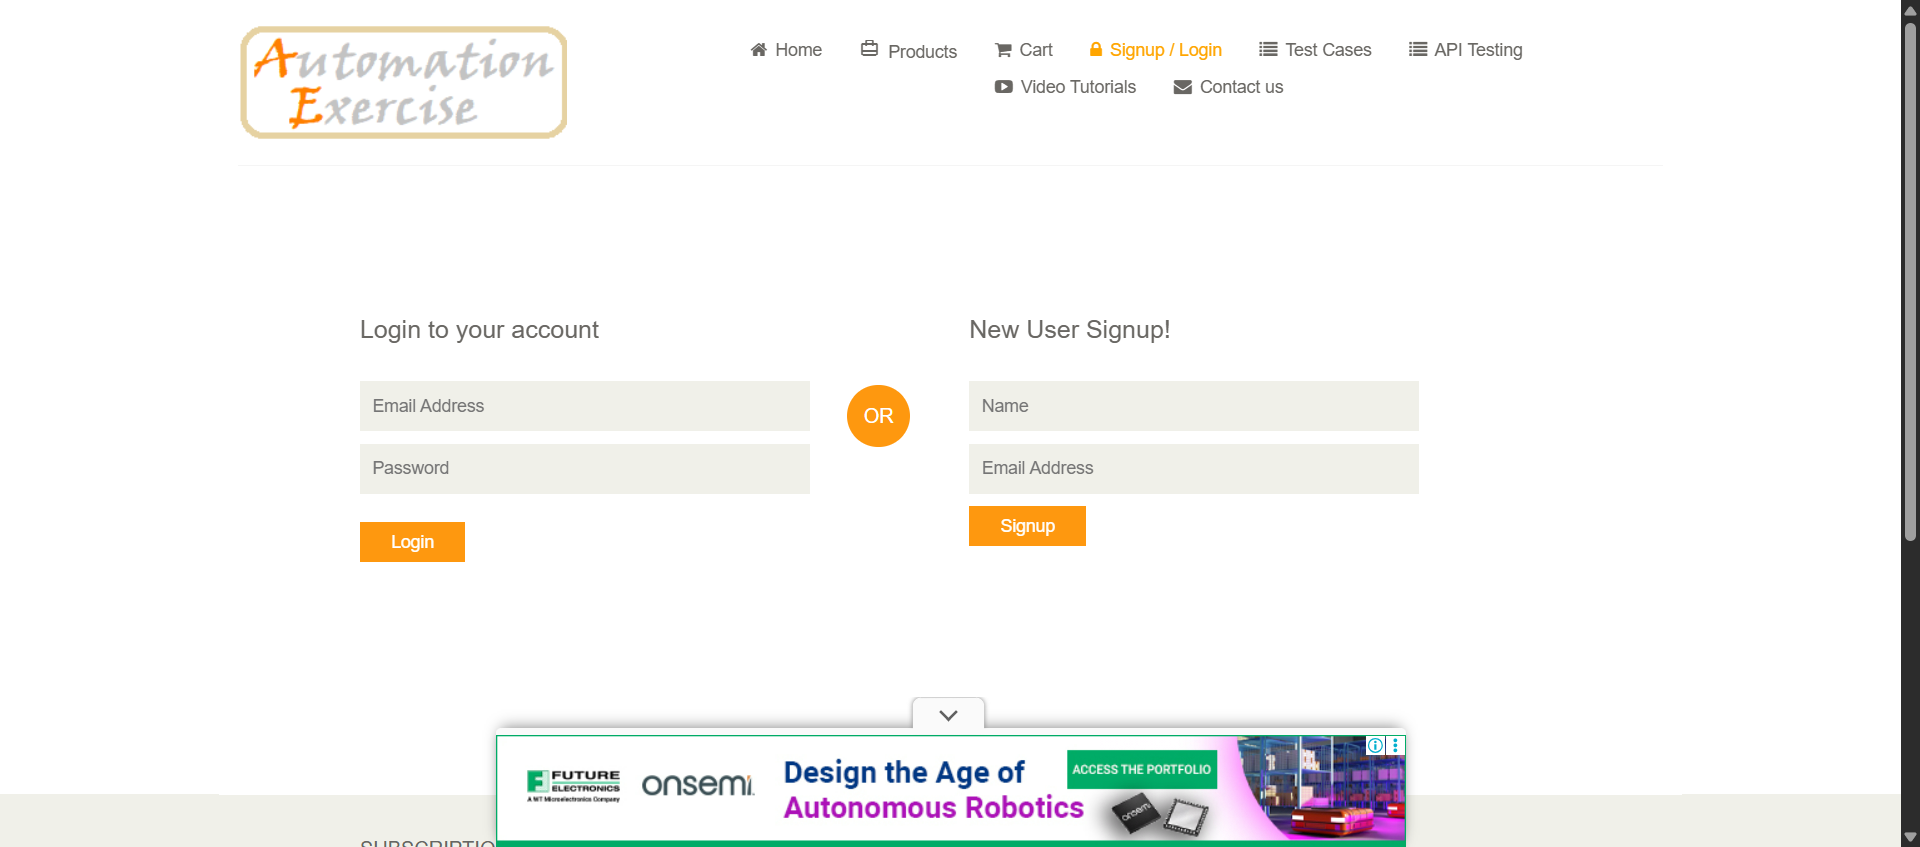 Automation
Exercise
Home
Products
Cart
Signup / Login
Test Cases
API Testing
Video Tutorials
Contact us
Login to your account
Email Address
Password
Login
OR
New User Signup!
Name
Email Address
Signup
FUTURE
ELECTRONICS
A WT Microelectronics Company
onsemi
Design the Age of
Autonomous Robotics
ACCESS THE PORTFOLIO
onsemi